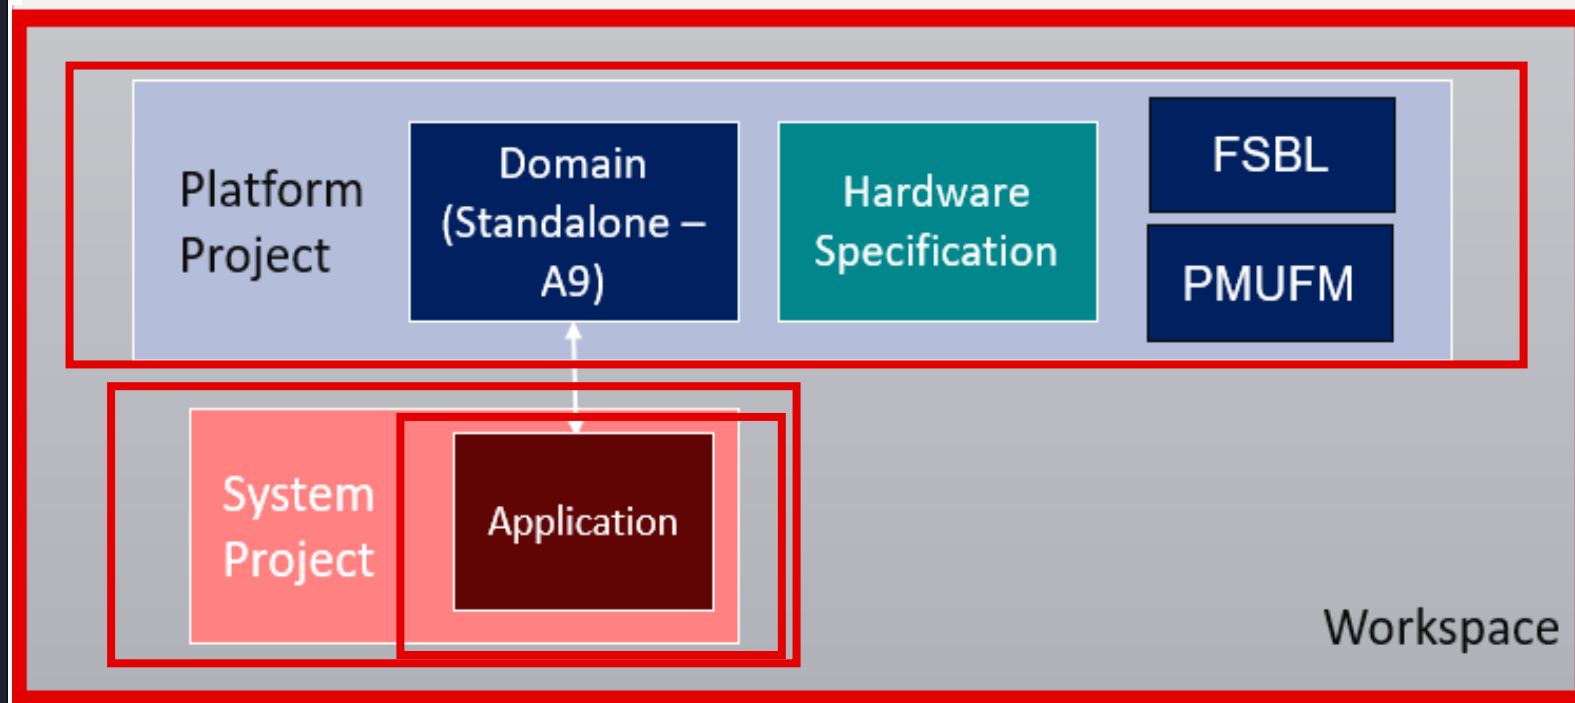 Platform
Project
Domain
(Standalone –
A9)
Hardware
Specification
FSBL
PMUFM
System
Project
Application
Workspace